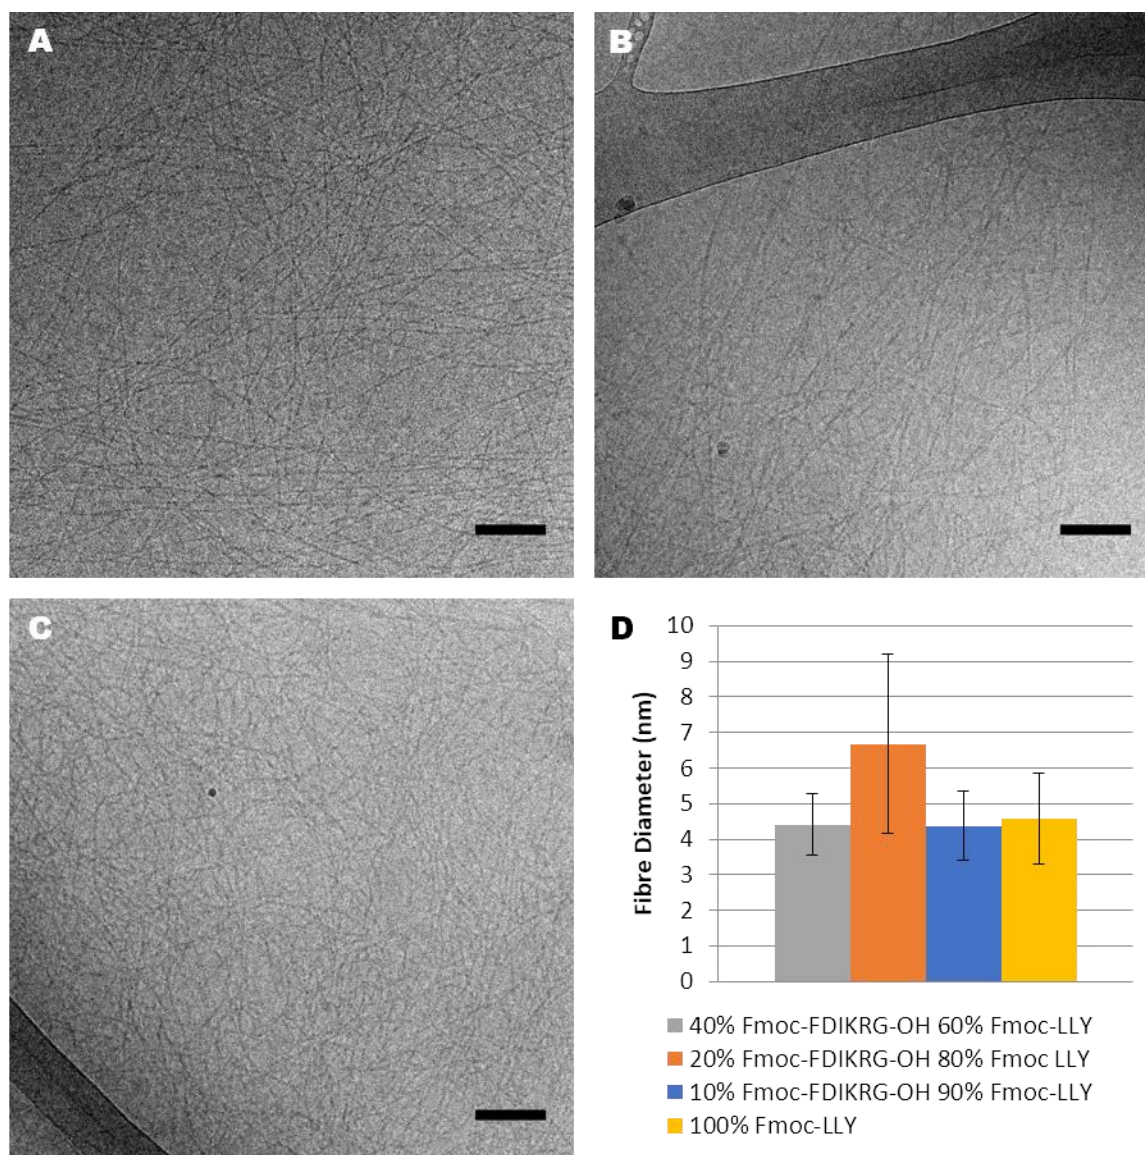 A
B
C
D
10
9
8
7
6
5
4
3
2
1
0
Fibre Diameter (nm)
40% Fmoc-FDIKRG-OH 60% Fmoc-LLY
20% Fmoc-FDIKRG-OH 80% Fmoc LLY
10% Fmoc-FDIKRG-OH 90% Fmoc-LLY
100% Fmoc-LLY